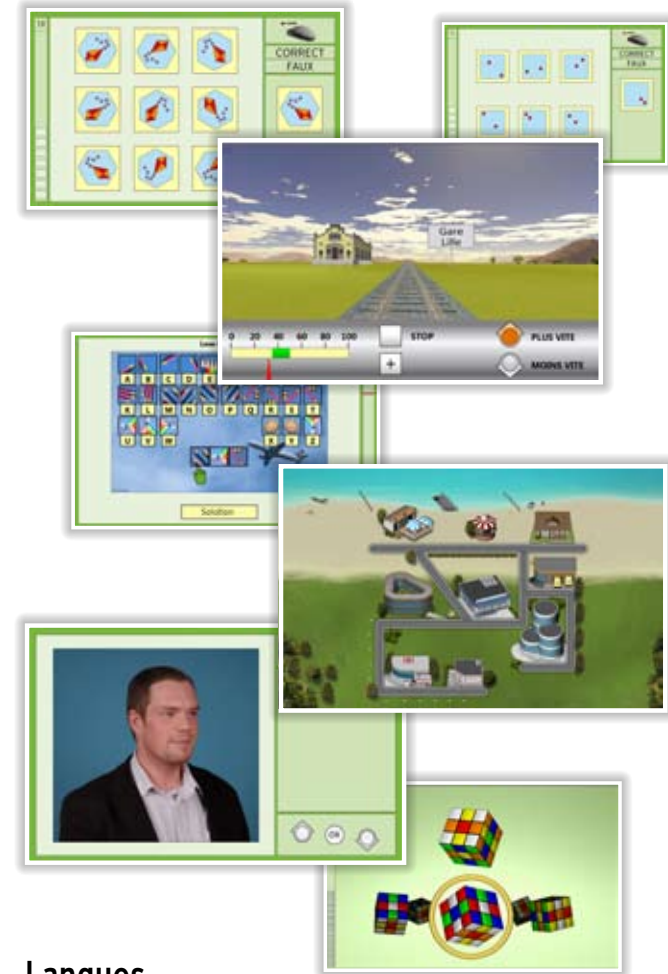 CORRECT
FAUX
CORRECT
FAUX
Gare
Lille
0 20 40 60 80 100
STOP
PLUS VITE
+
MOINS VITE
A B C D E
K L M N O P Q R S T
U V W X Y Z
Solution
OK
Langues